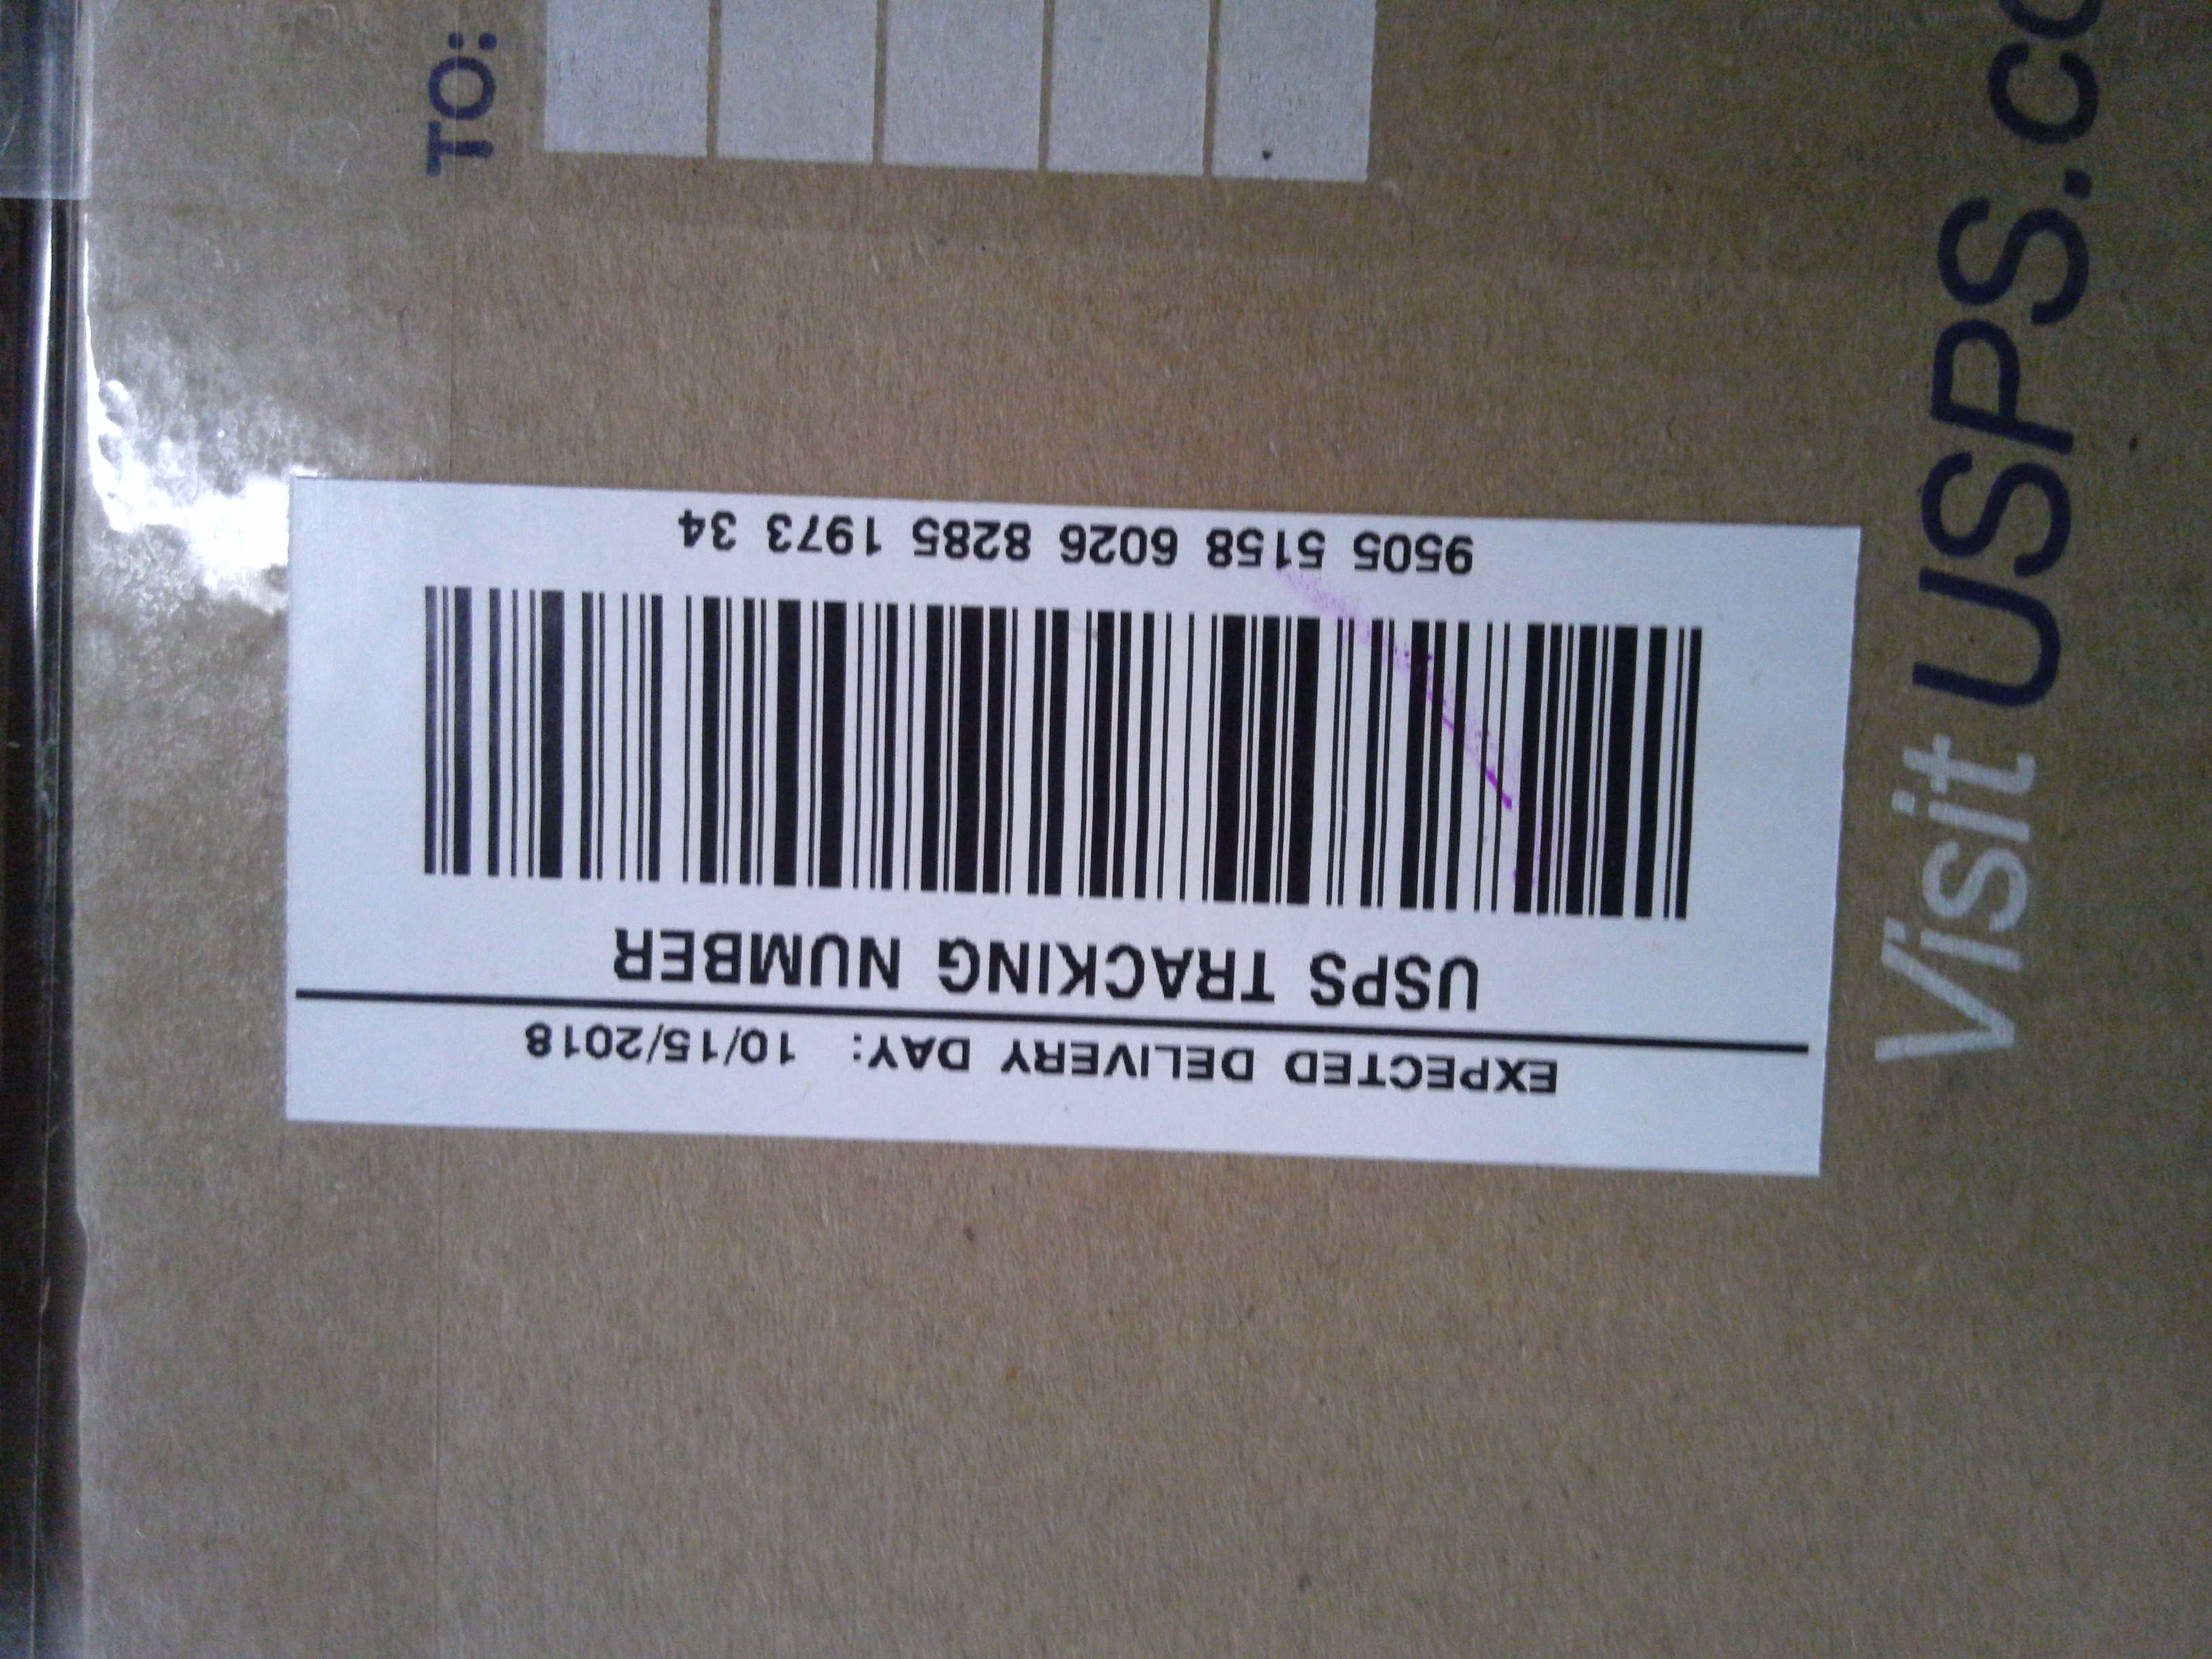 EXPECTED DELIVERY DAY: 10/15/2018
USPS TRACKING NUMBER
9505 5158 6026 8285 1973 34
TO:
Visit USPS.co